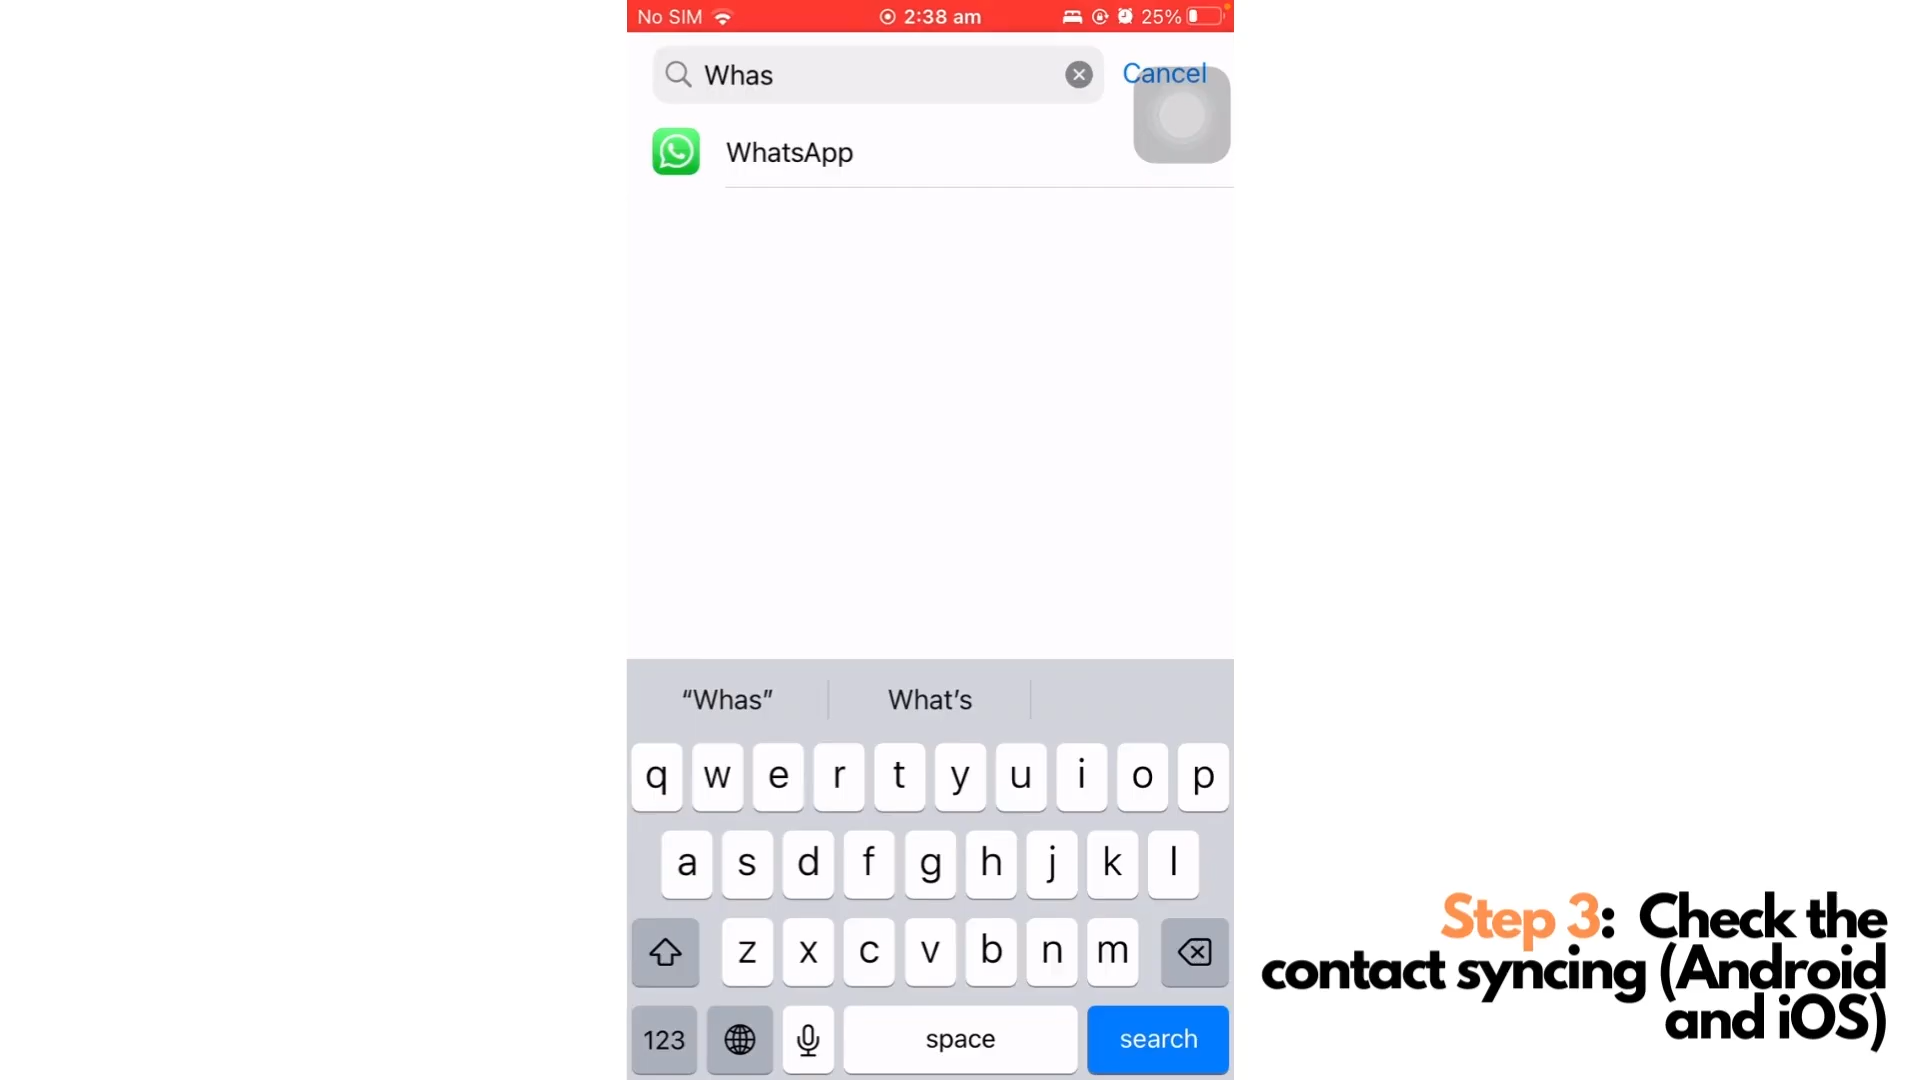 No SIM 2:38 am 25%
Whas Cancel
WhatsApp
“Whas” What’s
q w e r t y u i o p
a s d f g h j k l
z x c v b n m
123 space search
Step 3: Check the
contact syncing (Android
and iOS)